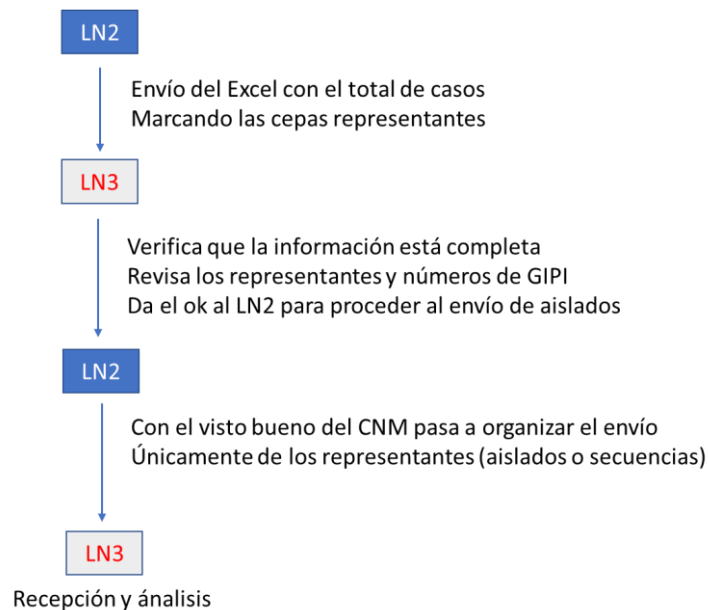 LN2
Envío del Excel con el total de casos
Marcando las cepas representantes
LN3
Verifica que la información está completa
Revisa los representantes y números de GIPI
Da el ok al LN2 para proceder al envío de aislados
LN2
Con el visto bueno del CNM pasa a organizar el envío
Únicamente de los representantes (aislados o secuencias)
LN3
Recepción y ánalisis